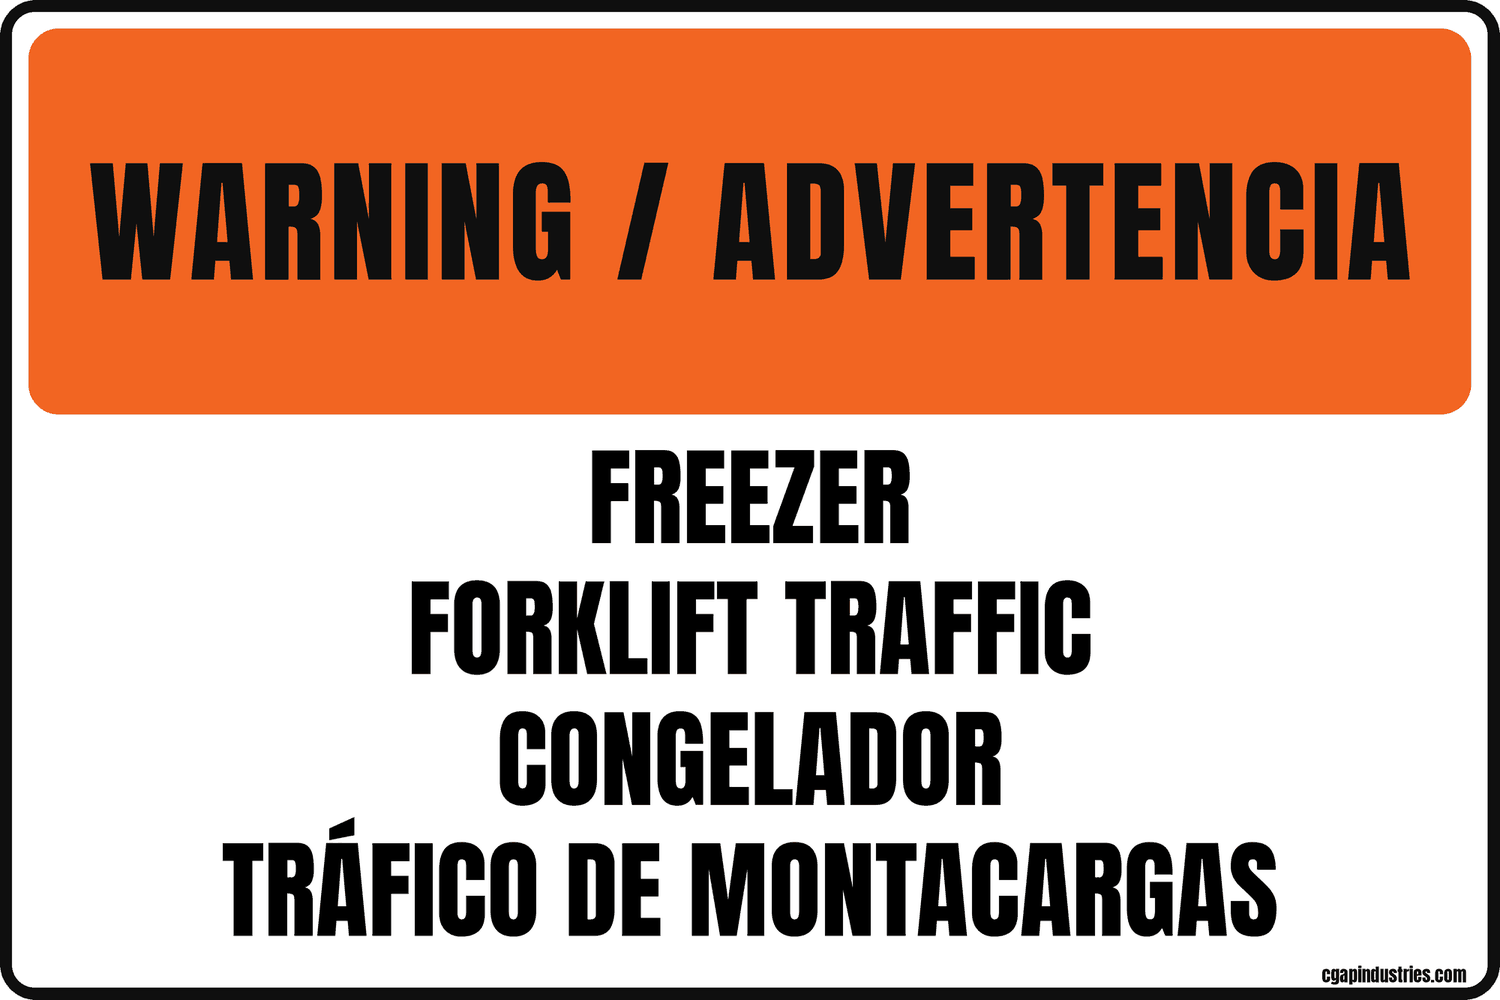 WARNING / ADVERTENCIA
FREEZER
FORKLIFT TRAFFIC
CONGELADOR
TRÁFICO DE MONTACARGAS
cgapindustries.com